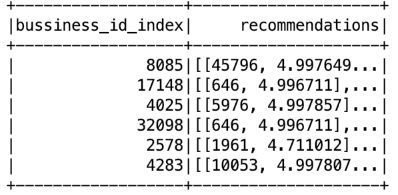 +------------------+--------------------+
|bussiness_id_index|     recommendations|
+------------------+--------------------+
|              8085|[[45796, 4.997649...|
|             17148|[[646, 4.996711],...|
|              4025|[[5976, 4.997857]...|
|             32098|[[646, 4.996711],...|
|              2578|[[1961, 4.711012]...|
|              4283|[[10053, 4.997807...|
+------------------+--------------------+